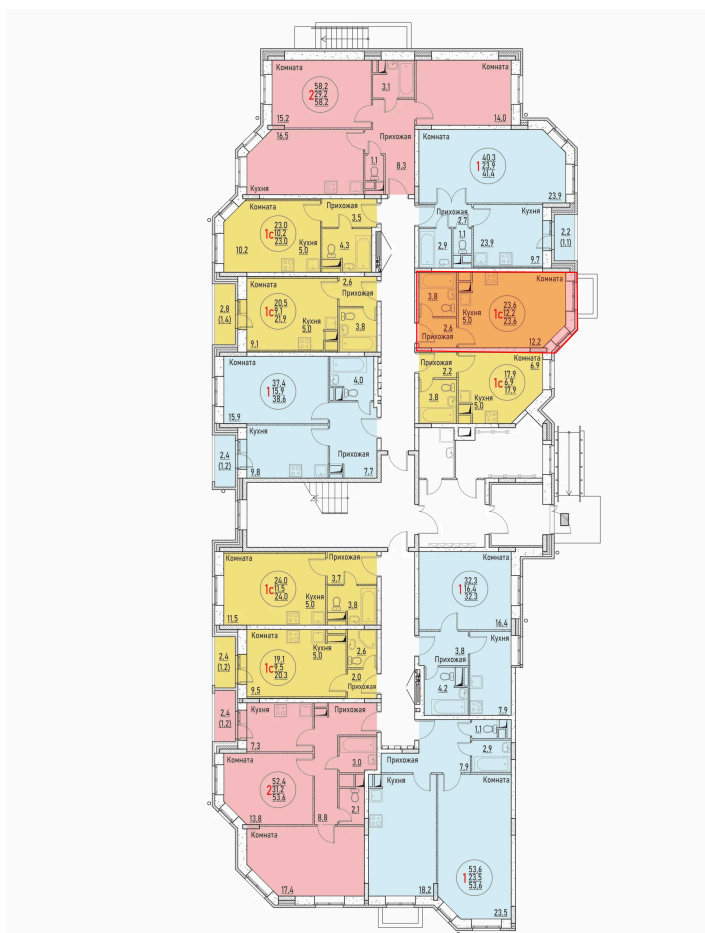 Комната
2
58,2
29,2
58,2
15,2
3,1
Комната
14,0
16,5
Кухня
1,1
Прихожая
8,3
Комната
1
40,3
23,9
41,4
23,9
Прихожая
2,7
2,9
1,1
23,9
Кухня
9,7
2,2
(1,1)
Комната
1с
23,0
10,2
23,0
10,2
Прихожая
3,5
Кухня
5,0
4,3
2,8
(1,4)
Комната
1с
20,5
9,1
21,9
9,1
2,6
Прихожая
Кухня
5,0
3,8
Комната
3,8
Кухня
5,0
1с
23,6
12,2
23,6
2,6
Прихожая
12,2
Прихожая
2,2
3,8
Комната
6,9
1с
17,9
6,9
17,9
Кухня
5,0
Комната
1
37,4
15,9
38,6
15,9
4,0
2,4
(1,2)
Кухня
9,8
Прихожая
7,7
Комната
1с
24,0
11,5
24,0
11,5
Прихожая
3,7
Кухня
5,0
3,8
Комната
1
32,3
16,4
32,3
16,4
2,4
(1,2)
Комната
1с
19,1
9,5
20,3
9,5
Кухня
5,0
2,6
2,0
Прихожая
3,8
Прихожая
4,2
Кухня
7,9
2,4
(1,2)
Кухня
7,3
Прихожая
3,0
Комната
2
52,4
31,2
53,6
13,8
8,8
2,1
17,4
1,1
2,9
Прихожая
7,9
Кухня
18,2
Комната
1
53,6
23,5
53,6
23,5